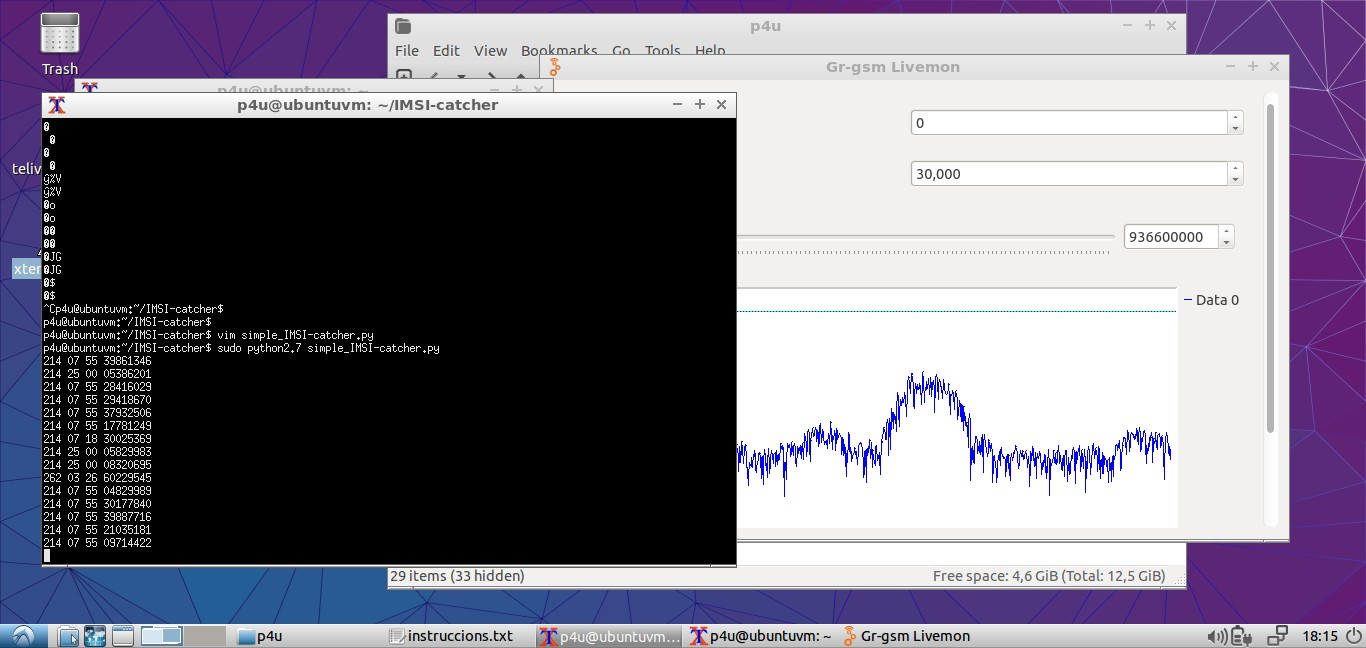 Trash
teliv
xter
p4u
File Edit View Bookmarks Go Tools Help
Gr-gsm Livemon
p4u@ubuntuvm: ~
p4u@ubuntuvm: ~/IMSI-catcher
0
0
0
0
g%V
g%V
0o
0o
00
00
0JG
0JG
0$
0$
^Cp4u@ubuntuvm:~/IMSI-catcher$
p4u@ubuntuvm:~/IMSI-catcher$
p4u@ubuntuvm:~/IMSI-catcher$ vim simple_IMSI-catcher.py
p4u@ubuntuvm:~/IMSI-catcher$ sudo python2.7 simple_IMSI-catcher.py
214 07 55 39861346
214 25 00 05386201
214 07 55 28416029
214 07 55 29418670
214 07 55 37932506
214 07 55 17781249
214 07 18 30025369
214 25 00 05829983
214 25 00 08320695
262 03 26 60229545
214 07 55 04829989
214 07 55 30177840
214 07 55 39887716
214 07 55 21035181
214 07 55 09714422
0
30,000
936600000
Data 0
29 items (33 hidden)
Free space: 4,6 GiB (Total: 12,5 GiB)
p4u
instruccions.txt
p4u@ubuntuvm...
p4u@ubuntuvm: ~
Gr-gsm Livemon
18:15